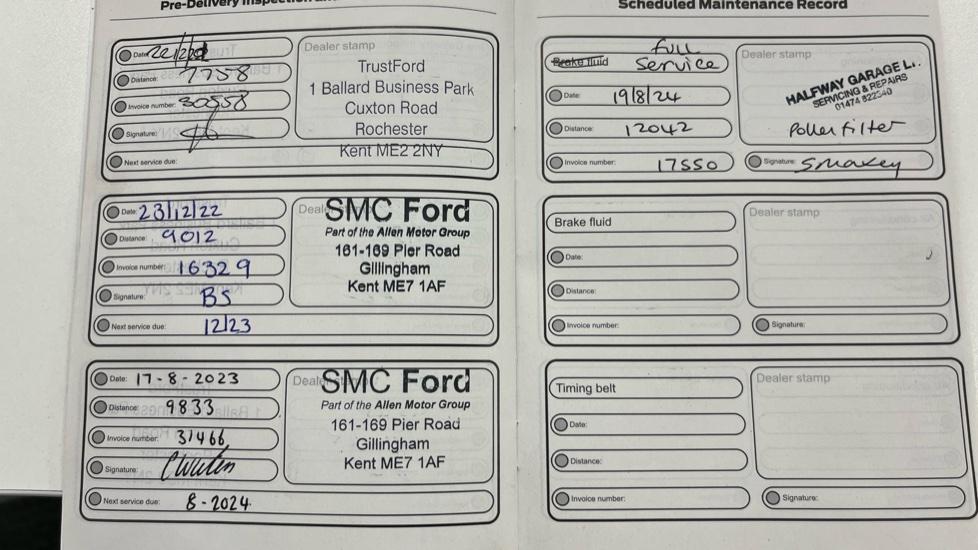 Pre-Delivery Inspection and
Date:
Distance: 7758
Invoice number: 30558
Signature:
Next service due:
Dealer stamp
TrustFord
1 Ballard Business Park
Cuxton Road
Rochester
Kent ME2 2NY
Date: 23/12/22
Distance: 9012
Invoice number: 16329
Signature: BS
Next service due: 12/23
SMC Ford
Part of the Allen Motor Group
161-169 Pier Road
Gillingham
Kent ME7 1AF
Date: 17-8-2023
Distance: 9833
Invoice number: 31466
Signature:
Next service due: 8-2024
SMC Ford
Part of the Allen Motor Group
161-169 Pier Road
Gillingham
Kent ME7 1AF
Scheduled Maintenance Record
Full
Brake fluid Service
Date: 19/8/24
Distance: 12042
Invoice number: 17550
Dealer stamp
HALFWAY GARAGE
SERVICING & REPAIRS
01474 822340
Pollen Filter
Signature:
Brake fluid
Date:
Distance:
Invoice number:
Dealer stamp
Signature:
Timing belt
Date:
Distance:
Invoice number:
Dealer stamp
Signature: